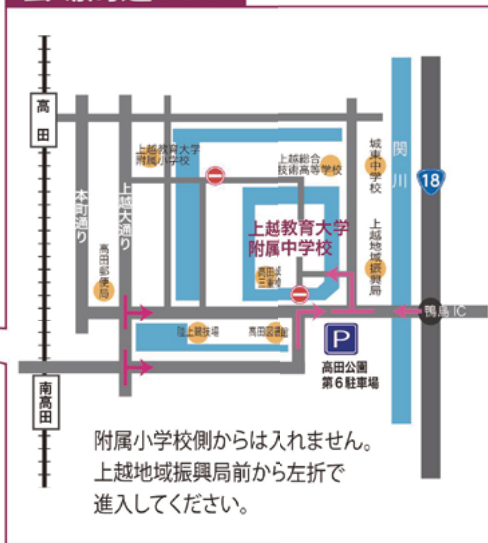 高田
本町通り
上越大通り
上越教育大学
附属小学校
上越総合
技術高等学校
城東中学校
関川
18
上越教育大学
附属中学校
高田城
三重櫓
上越地域振興局
高田郵便局
鴨島IC
陸上競技場
高田図書館
P
高田公園
第6駐車場
南高田
附属小学校側からは入れません。
上越地域振興局前から左折で
進入してください。